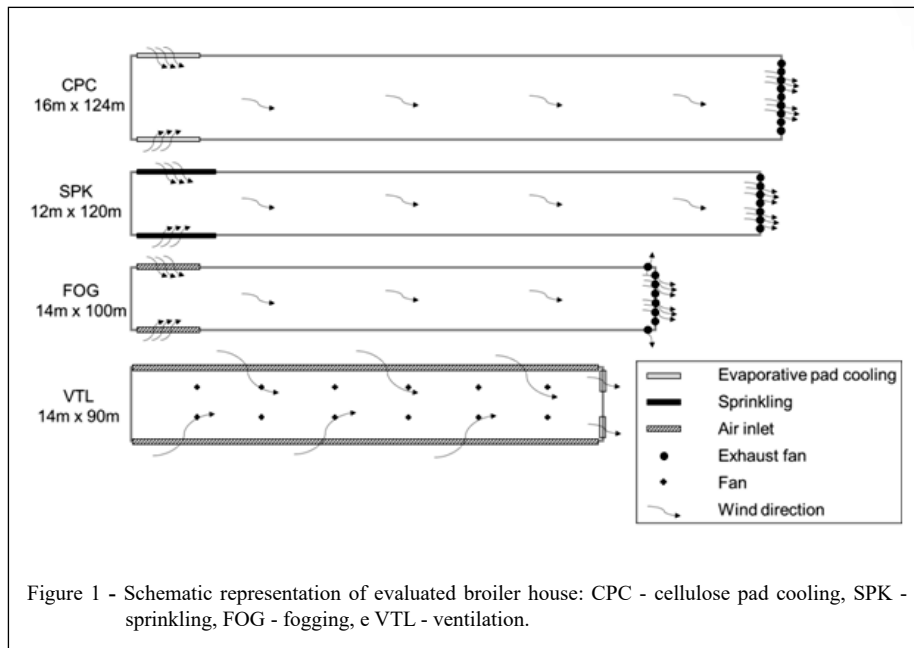 CPC
16m x 124m
SPK
12m x 120m
FOG
14m x 100m
VTL
14m x 90m
Evaporative pad cooling
Sprinkling
Air inlet
Exhaust fan
Fan
Wind direction
Figure 1 - Schematic representation of evaluated broiler house: CPC - cellulose pad cooling, SPK -
sprinkling, FOG - fogging, e VTL - ventilation.